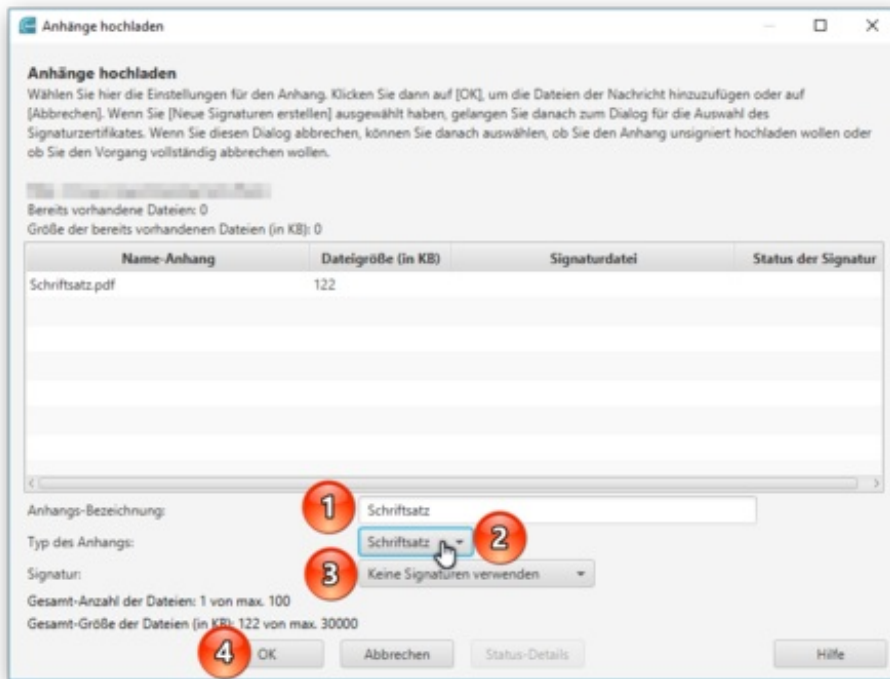 Anhänge hochladen
Anhänge hochladen
Wählen Sie hier die Einstellungen für den Anhang. Klicken Sie dann auf [OK], um die Dateien der Nachricht hinzuzufügen oder auf
[Abbrechen]. Wenn Sie [Neue Signaturen erstellen] ausgewählt haben, gelangen Sie danach zum Dialog für die Auswahl des
Signaturzertifikates. Wenn Sie diesen Dialog abbrechen, können Sie danach auswählen, ob Sie den Anhang unsigniert hochladen wollen oder
ob Sie den Vorgang vollständig abbrechen wollen.
Bereits vorhandene Dateien: 0
Größe der bereits vorhandenen Dateien (in KB): 0
Name-Anhang Dateigröße (in KB) Signaturdatei Status der Signatur
Schriftsatz.pdf 122
Anhangs-Bezeichnung: 1 Schriftsatz
Typ des Anhangs: Schriftsatz 2
Signatur: 3 Keine Signaturen verwenden
Gesamt-Anzahl der Dateien: 1 von max. 100
Gesamt-Größe der Dateien (in KB): 122 von max. 30000
4 OK Abbrechen Status-Details Hilfe